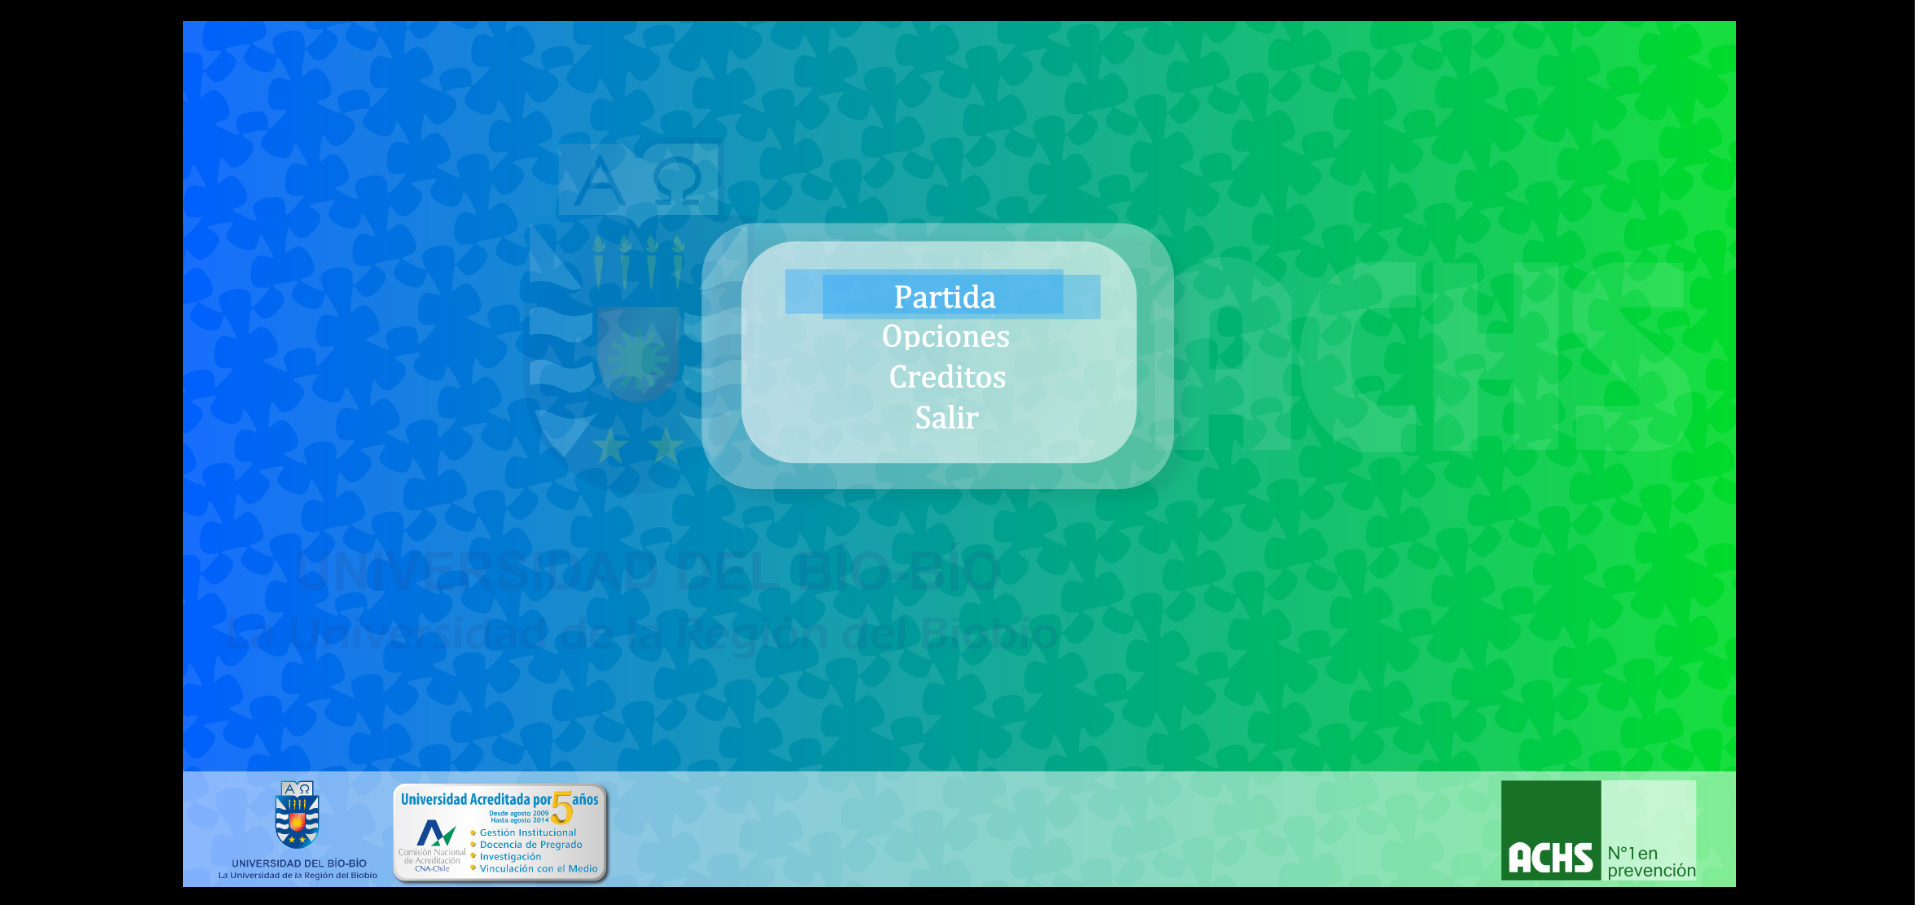 ΑΩ
ACHS
Partida
Opciones
Creditos
Salir
UNIVERSIDAD DEL BÍO-BÍO
La Universidad de la Región del Biobío
ΑΩ
UNIVERSIDAD DEL BÍO-BÍO
La Universidad de la Región del Biobío
Universidad Acreditada por 5 años
Desde agosto 2009
Hasta agosto 2014
Comisión Nacional
de Acreditación
CNA-Chile
Gestión Institucional
Docencia de Pregrado
Investigación
Vinculación con el Medio
ACHS
N°1 en
prevención